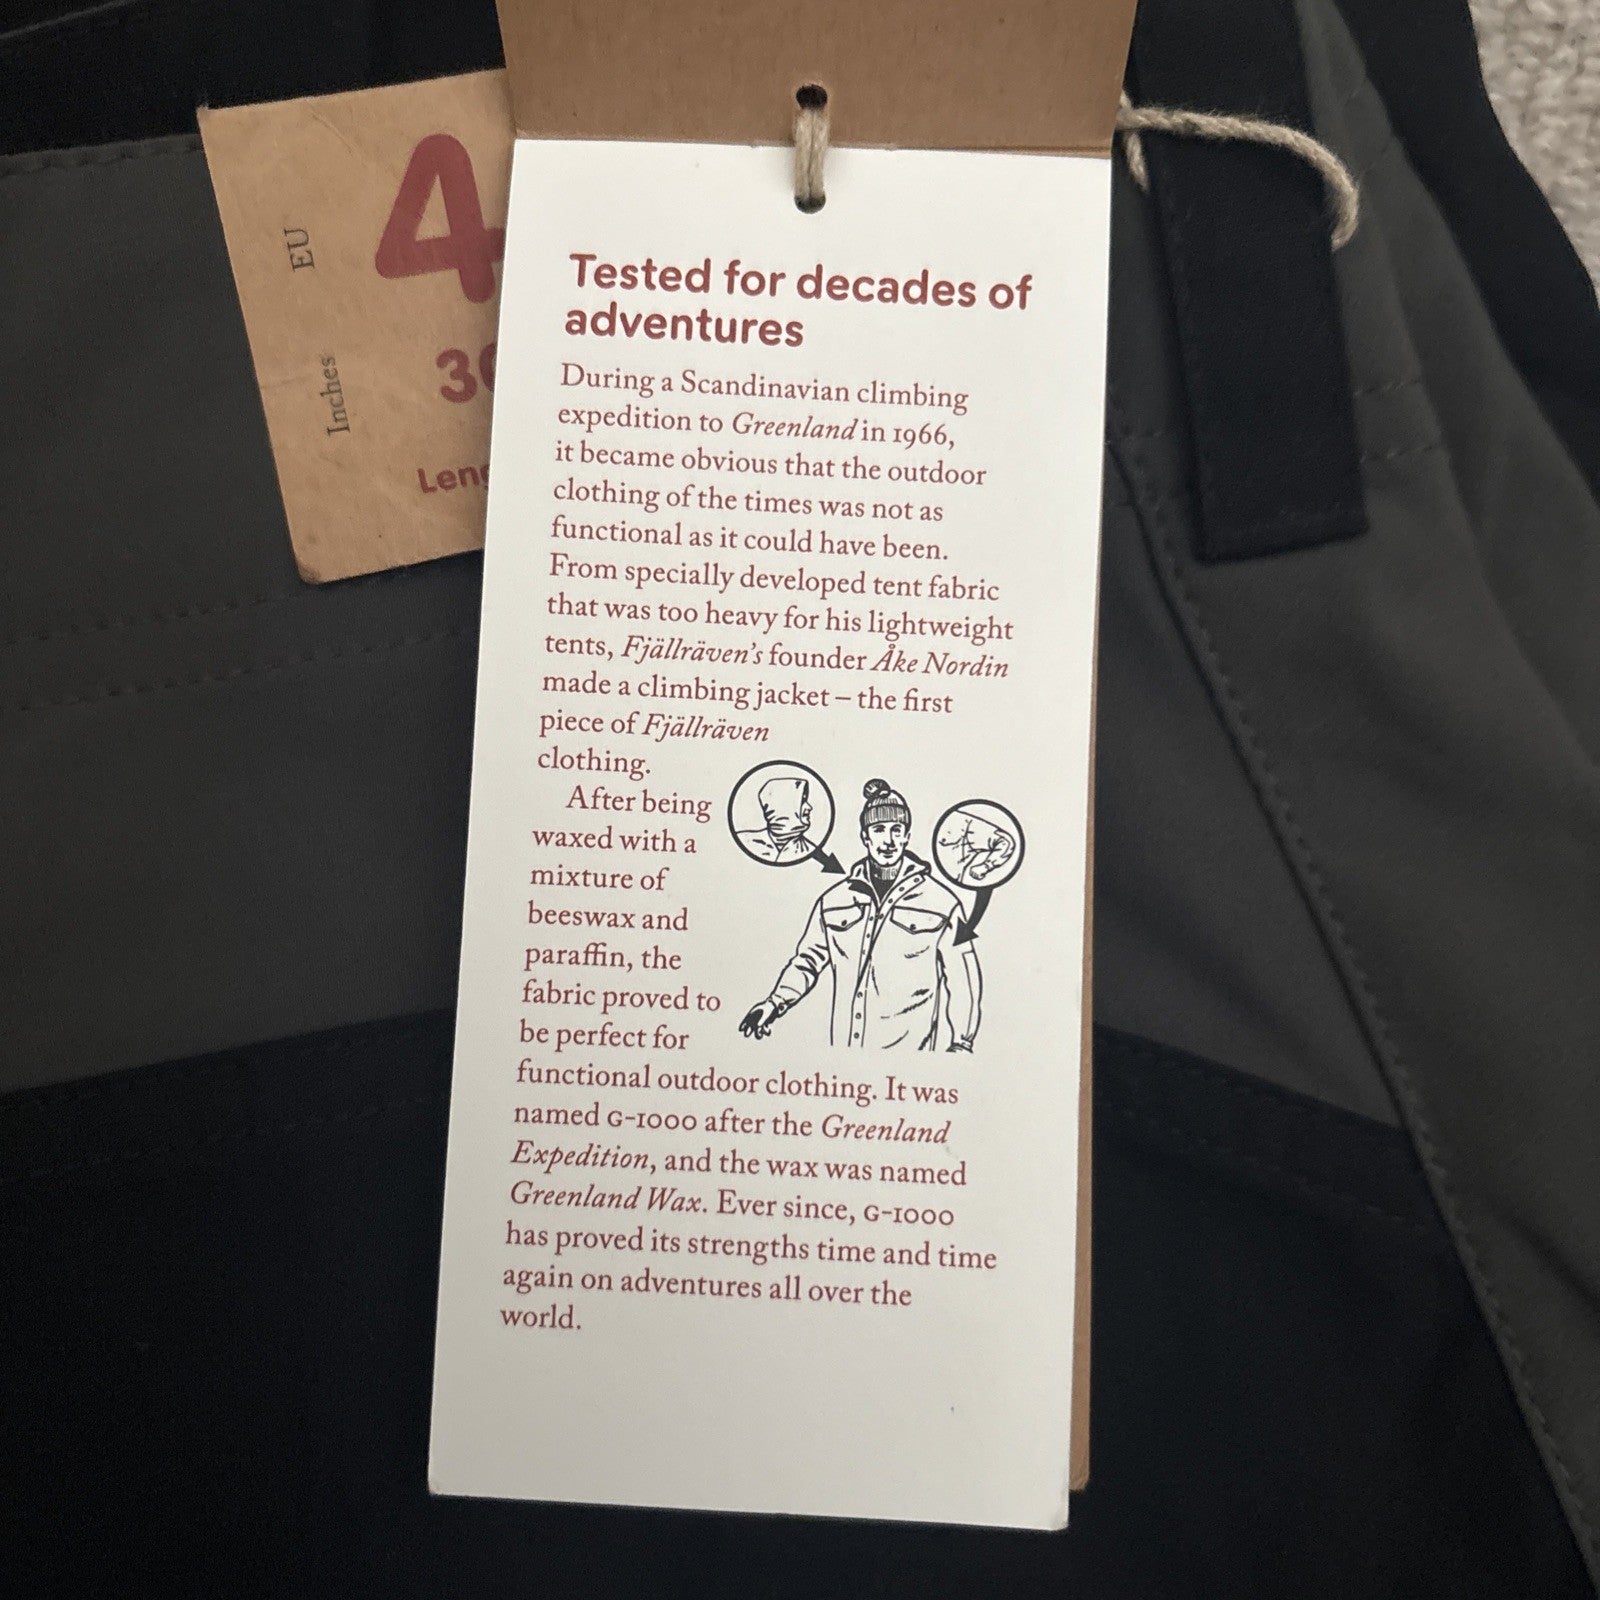 EU
4
Inches
Tested for decades of
adventures
During a Scandinavian climbing
expedition to Greenland in 1966,
it became obvious that the outdoor
clothing of the times was not as
functional as it could have been.
From specially developed tent fabric
that was too heavy for his lightweight
tents, Fjällräven's founder Åke Nordin
made a climbing jacket – the first
piece of Fjällräven
clothing.
After being
waxed with a
mixture of
beeswax and
paraffin, the
fabric proved to
be perfect for
functional outdoor clothing. It was
named G-1000 after the Greenland
Expedition, and the wax was named
Greenland Wax. Ever since, G-1000
has proved its strengths time and time
again on adventures all over the
world.